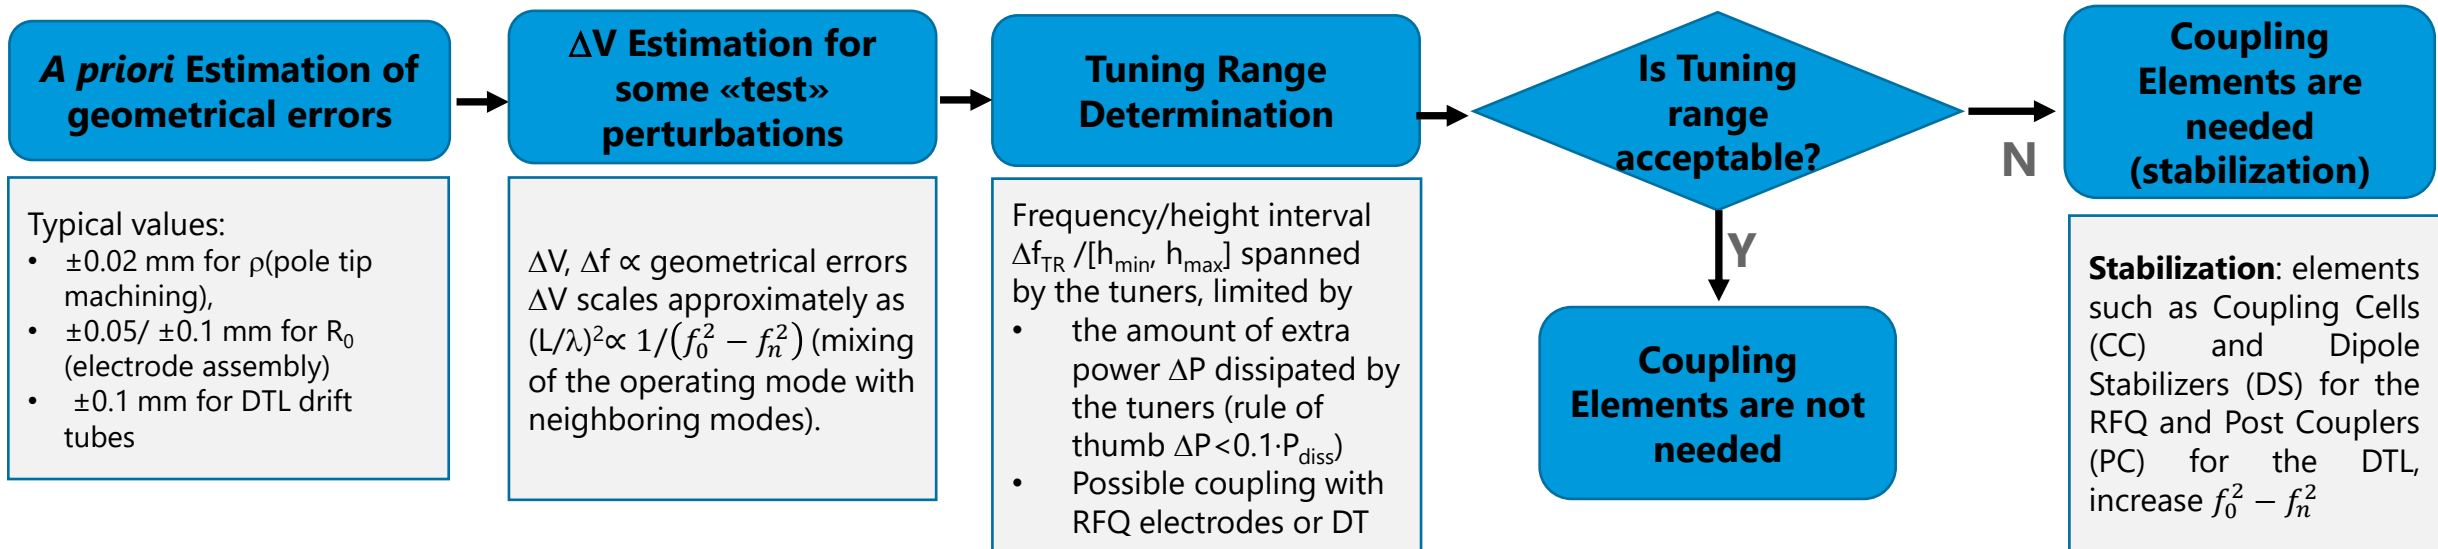 A priori Estimation of
geometrical errors
Typical values:
• ±0.02 mm for ρ(pole tip
machining),
• ±0.05/ ±0.1 mm for R₀
(electrode assembly)
• ±0.1 mm for DTL drift
tubes
ΔV Estimation for
some «test»
perturbations
ΔV, Δf ∝ geometrical errors
ΔV scales approximately as
(L/λ)²∝ 1/(f₀² − fₙ²) (mixing
of the operating mode with
neighboring modes).
Tuning Range
Determination
Frequency/height interval
Δf_TR /[h_min, h_max] spanned
by the tuners, limited by
• the amount of extra
power ΔP dissipated by
the tuners (rule of
thumb ΔP<0.1·P_diss)
• Possible coupling with
RFQ electrodes or DT
Is Tuning
range
acceptable?
Y
Coupling
Elements are not
needed
N
Coupling
Elements are
needed
(stabilization)
Stabilization: elements
such as Coupling Cells
(CC) and Dipole
Stabilizers (DS) for the
RFQ and Post Couplers
(PC) for the DTL,
increase f₀² − fₙ²